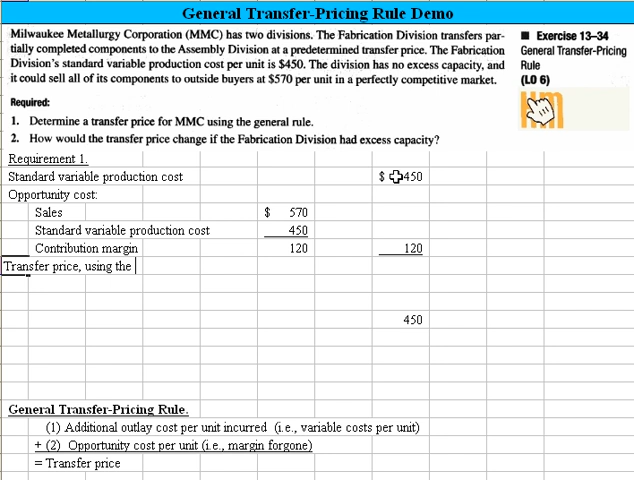 General Transfer-Pricing Rule Demo
Milwaukee Metallurgy Corporation (MMC) has two divisions. The Fabrication Division transfers par-
tially completed components to the Assembly Division at a predetermined transfer price. The Fabrication
Division's standard variable production cost per unit is $450. The division has no excess capacity, and
it could sell all of its components to outside buyers at $570 per unit in a perfectly competitive market.
■ Exercise 13–34
General Transfer-Pricing
Rule
(LO 6)
Required:
1. Determine a transfer price for MMC using the general rule.
2. How would the transfer price change if the Fabrication Division had excess capacity?
Requirement 1.
Standard variable production cost $ 450
Opportunity cost:
Sales $ 570
Standard variable production cost 450
Contribution margin 120 120
Transfer price, using the
450
General Transfer-Pricing Rule.
(1) Additional outlay cost per unit incurred (i.e., variable costs per unit)
+ (2) Opportunity cost per unit (i.e., margin forgone)
= Transfer price